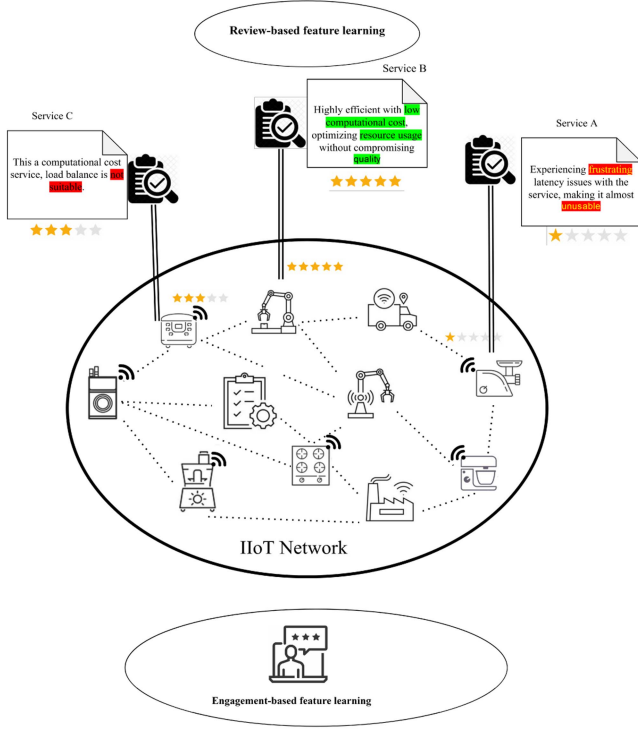 Review-based feature learning
Service B
Highly efficient with low
computational cost,
optimizing resource usage
without compromising
quality
Service C
This a computational cost
service, load balance is not
suitable.
Service A
Experiencing frustrating
latency issues with the
service, making it almost
unusable
IIoT Network
Engagement-based feature learning